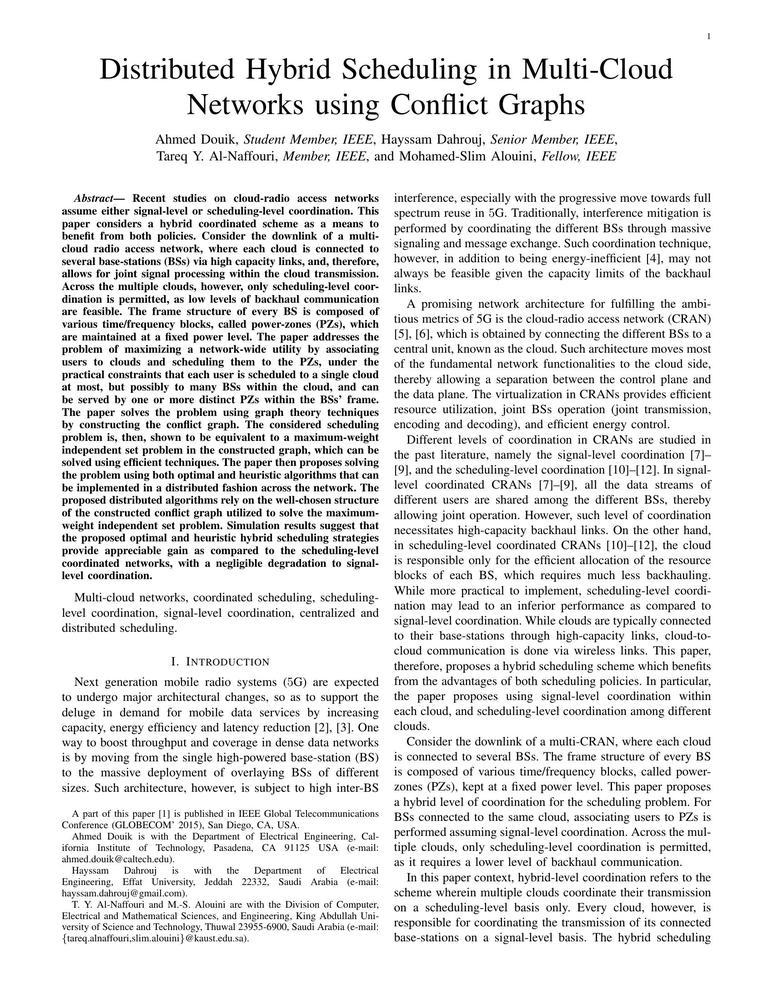 1
Distributed Hybrid Scheduling in Multi-Cloud
Networks using Conflict Graphs
Ahmed Douik, Student Member, IEEE, Hayssam Dahrouj, Senior Member, IEEE,
Tareq Y. Al-Naffouri, Member, IEEE, and Mohamed-Slim Alouini, Fellow, IEEE
Abstract— Recent studies on cloud-radio access networks
assume either signal-level or scheduling-level coordination. This
paper considers a hybrid coordinated scheme as a means to
benefit from both policies. Consider the downlink of a multi-
cloud radio access network, where each cloud is connected to
several base-stations (BSs) via high capacity links, and, therefore,
allows for joint signal processing within the cloud transmission.
Across the multiple clouds, however, only scheduling-level coor-
dination is permitted, as low levels of backhaul communication
are feasible. The frame structure of every BS is composed of
various time/frequency blocks, called power-zones (PZs), which
are maintained at a fixed power level. The paper addresses the
problem of maximizing a network-wide utility by associating
users to clouds and scheduling them to the PZs, under the
practical constraints that each user is scheduled to a single cloud
at most, but possibly to many BSs within the cloud, and can
be served by one or more distinct PZs within the BSs' frame.
The paper solves the problem using graph theory techniques
by constructing the conflict graph. The considered scheduling
problem is, then, shown to be equivalent to a maximum-weight
independent set problem in the constructed graph, which can be
solved using efficient techniques. The paper then proposes solving
the problem using both optimal and heuristic algorithms that can
be implemented in a distributed fashion across the network. The
proposed distributed algorithms rely on the well-chosen structure
of the constructed conflict graph utilized to solve the maximum-
weight independent set problem. Simulation results suggest that
the proposed optimal and heuristic hybrid scheduling strategies
provide appreciable gain as compared to the scheduling-level
coordinated networks, with a negligible degradation to signal-
level coordination.
Multi-cloud networks, coordinated scheduling, scheduling-
level coordination, signal-level coordination, centralized and
distributed scheduling.
I. INTRODUCTION
Next generation mobile radio systems (5G) are expected
to undergo major architectural changes, so as to support the
deluge in demand for mobile data services by increasing
capacity, energy efficiency and latency reduction [2], [3]. One
way to boost throughput and coverage in dense data networks
is by moving from the single high-powered base-station (BS)
to the massive deployment of overlaying BSs of different
sizes. Such architecture, however, is subject to high inter-BS
A part of this paper [1] is published in IEEE Global Telecommunications
Conference (GLOBECOM' 2015), San Diego, CA, USA.
Ahmed Douik is with the Department of Electrical Engineering, Cal-
ifornia Institute of Technology, Pasadena, CA 91125 USA (e-mail:
ahmed.douik@caltech.edu).
Hayssam Dahrouj is with the Department of Electrical
Engineering, Effat University, Jeddah 22332, Saudi Arabia (e-mail:
hayssam.dahrouj@gmail.com).
T. Y. Al-Naffouri and M.-S. Alouini are with the Division of Computer,
Electrical and Mathematical Sciences, and Engineering, King Abdullah Uni-
versity of Science and Technology, Thuwal 23955-6900, Saudi Arabia (e-mail:
{tareq.alnaffouri,slim.alouini}@kaust.edu.sa).
interference, especially with the progressive move towards full
spectrum reuse in 5G. Traditionally, interference mitigation is
performed by coordinating the different BSs through massive
signaling and message exchange. Such coordination technique,
however, in addition to being energy-inefficient [4], may not
always be feasible given the capacity limits of the backhaul
links.
A promising network architecture for fulfilling the ambi-
tious metrics of 5G is the cloud-radio access network (CRAN)
[5], [6], which is obtained by connecting the different BSs to a
central unit, known as the cloud. Such architecture moves most
of the fundamental network functionalities to the cloud side,
thereby allowing a separation between the control plane and
the data plane. The virtualization in CRANs provides efficient
resource utilization, joint BSs operation (joint transmission,
encoding and decoding), and efficient energy control.
Different levels of coordination in CRANs are studied in
the past literature, namely the signal-level coordination [7]–
[9], and the scheduling-level coordination [10]–[12]. In signal-
level coordinated CRANs [7]–[9], all the data streams of
different users are shared among the different BSs, thereby
allowing joint operation. However, such level of coordination
necessitates high-capacity backhaul links. On the other hand,
in scheduling-level coordinated CRANs [10]–[12], the cloud
is responsible only for the efficient allocation of the resource
blocks of each BS, which requires much less backhauling.
While more practical to implement, scheduling-level coordi-
nation may lead to an inferior performance as compared to
signal-level coordination. While clouds are typically connected
to their base-stations through high-capacity links, cloud-to-
cloud communication is done via wireless links. This paper,
therefore, proposes a hybrid scheduling scheme which benefits
from the advantages of both scheduling policies. In particular,
the paper proposes using signal-level coordination within
each cloud, and scheduling-level coordination among different
clouds.
Consider the downlink of a multi-CRAN, where each cloud
is connected to several BSs. The frame structure of every BS
is composed of various time/frequency blocks, called power-
zones (PZs), kept at a fixed power level. This paper proposes
a hybrid level of coordination for the scheduling problem. For
BSs connected to the same cloud, associating users to PZs is
performed assuming signal-level coordination. Across the mul-
tiple clouds, only scheduling-level coordination is permitted,
as it requires a lower level of backhaul communication.
In this paper context, hybrid-level coordination refers to the
scheme wherein multiple clouds coordinate their transmission
on a scheduling-level basis only. Every cloud, however, is
responsible for coordinating the transmission of its connected
base-stations on a signal-level basis. The hybrid scheduling